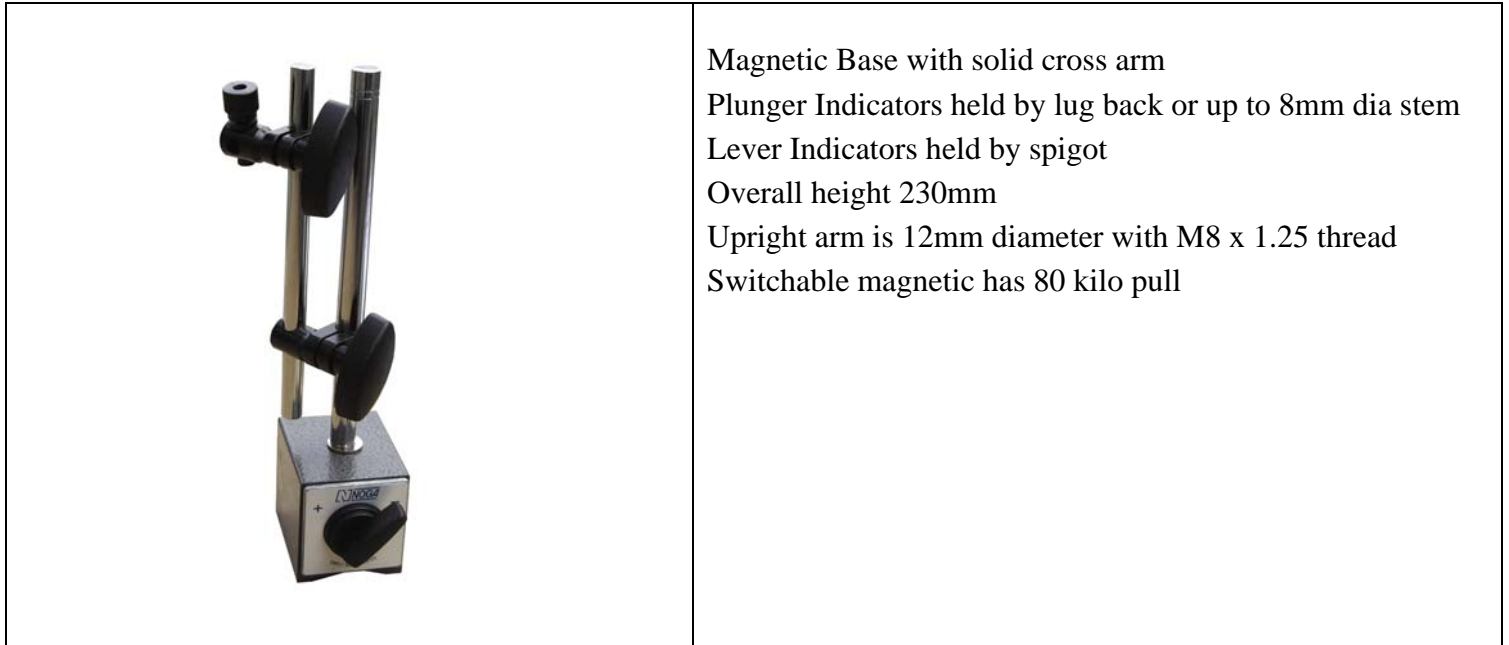 Magnetic Base with solid cross arm
Plunger Indicators held by lug back or up to 8mm dia stem
Lever Indicators held by spigot
Overall height 230mm
Upright arm is 12mm diameter with M8 x 1.25 thread
Switchable magnetic has 80 kilo pull
NOGA
+